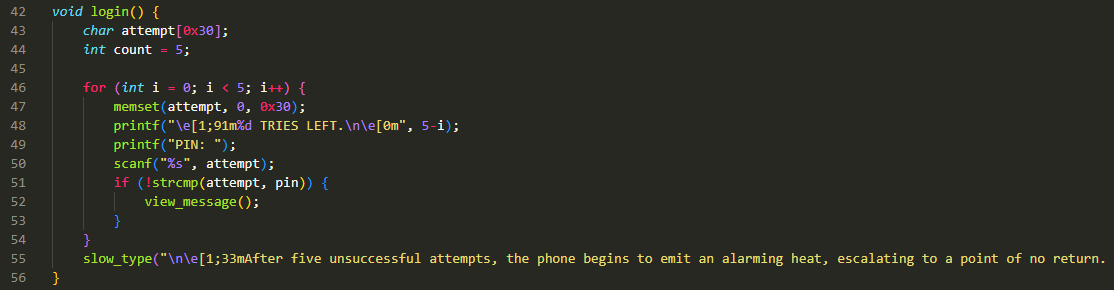 42 void login() {
43     char attempt[0x30];
44     int count = 5;
45
46     for (int i = 0; i < 5; i++) {
47         memset(attempt, 0, 0x30);
48         printf("\e[1;91m%d TRIES LEFT.\n\e[0m", 5-i);
49         printf("PIN: ");
50         scanf("%s", attempt);
51         if (!strcmp(attempt, pin)) {
52             view_message();
53         }
54     }
55     slow_type("\n\e[1;33mAfter five unsuccessful attempts, the phone begins to emit an alarming heat, escalating to a point of no return.
56 }